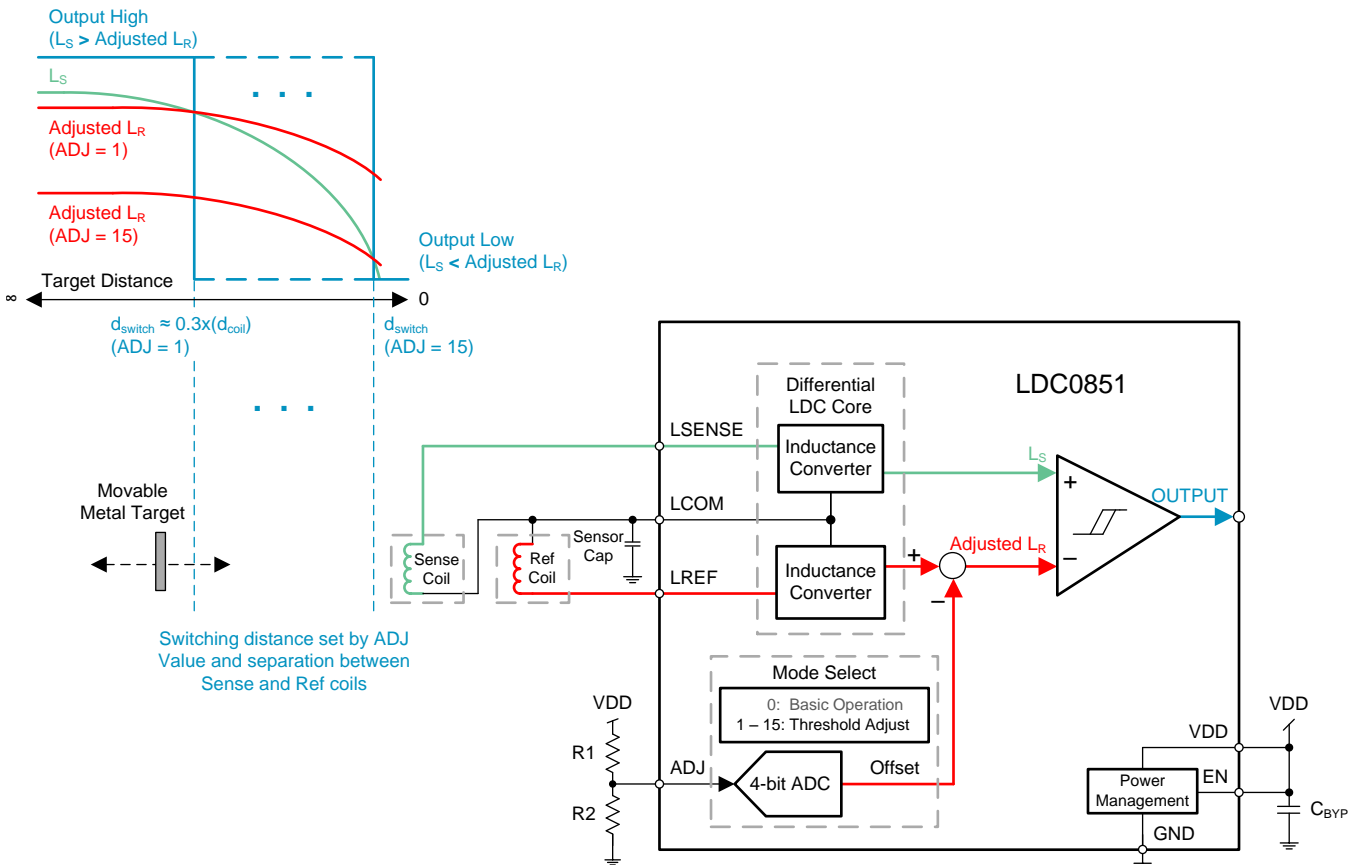 Output High
(LS > Adjusted LR)
LS
. . .
Adjusted LR
(ADJ = 1)
Adjusted LR
(ADJ = 15)
Output Low
(LS < Adjusted LR)
Target Distance
∞
0
dswitch ≈ 0.3x(dcoil)
(ADJ = 1)
dswitch
(ADJ = 15)
. . .
Movable
Metal Target
Switching distance set by ADJ
Value and separation between
Sense and Ref coils
Sense
Coil
Ref
Coil
Sensor
Cap
LSENSE
LCOM
LREF
Differential
LDC Core
Inductance
Converter
Inductance
Converter
LDC0851
LS
+
−
OUTPUT
Adjusted LR
+
−
Mode Select
0: Basic Operation
1 – 15: Threshold Adjust
VDD
R1
R2
ADJ
4-bit ADC
Offset
VDD
VDD
EN
Power
Management
GND
CBYP